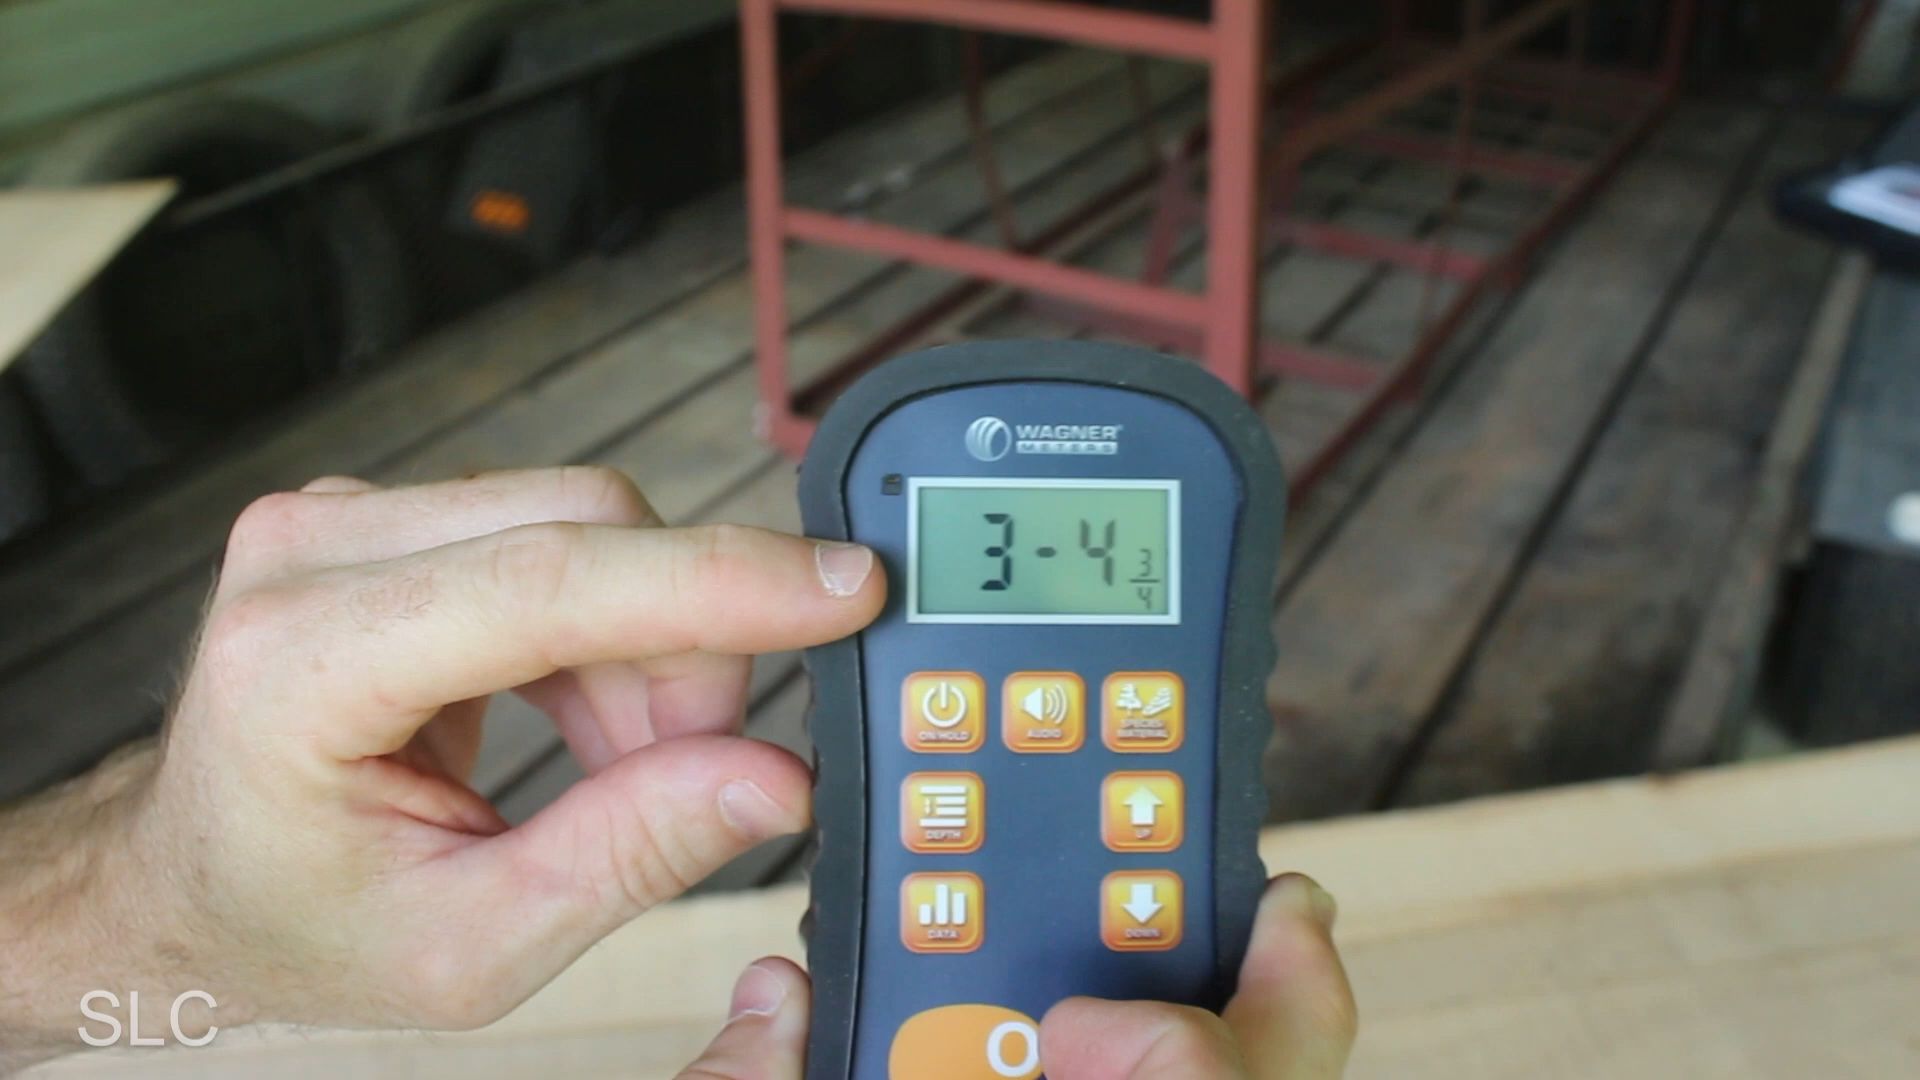 WAGNER®
METERS
3-4 3/4
ON/HOLD
AUDIO
SPECIES/
MATERIAL
DEPTH
UP
DATA
DOWN
O
SLC